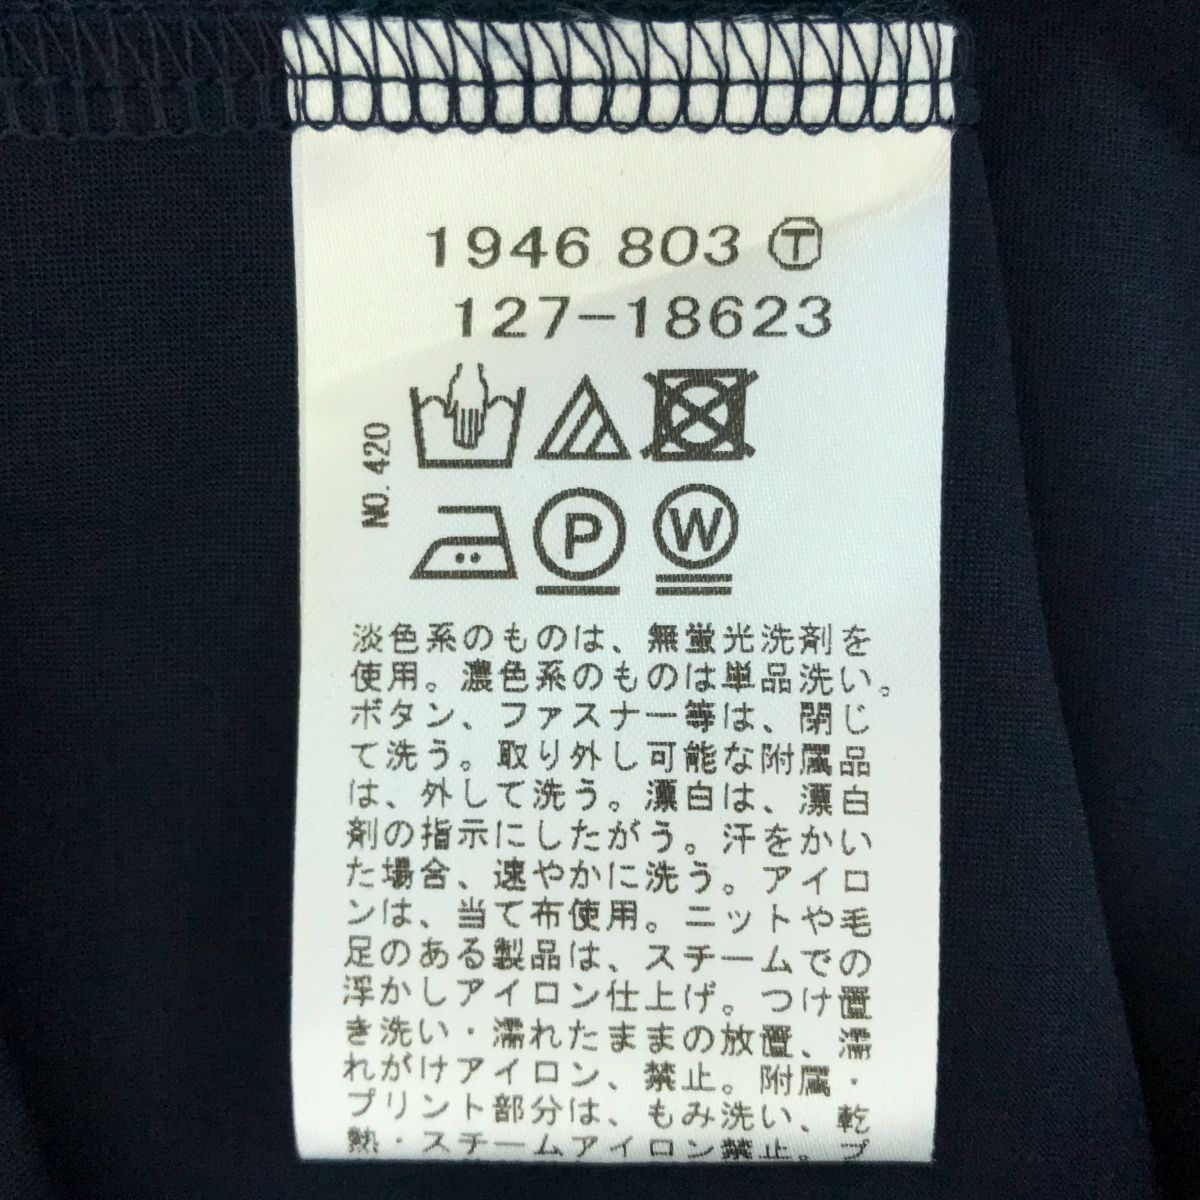 1946 803 Ⓣ
127-18623
NO. 420
P
W
淡色系のものは、無蛍光洗剤を
使用。濃色系のものは単品洗い。
ボタン、ファスナー等は、閉じ
て洗う。取り外し可能な附属品
は、外して洗う。漂白は、漂白
剤の指示にしたがう。汗をかい
た場合、速やかに洗う。アイロ
ンは、当て布使用。ニットや毛
足のある製品は、スチームでの
浮かしアイロン仕上げ。つけ置
き洗い・濡れたままの放置、濡
れがけアイロン、禁止。附属・
プリント部分は、もみ洗い、乾
熱・スチームアイロン禁止。プ